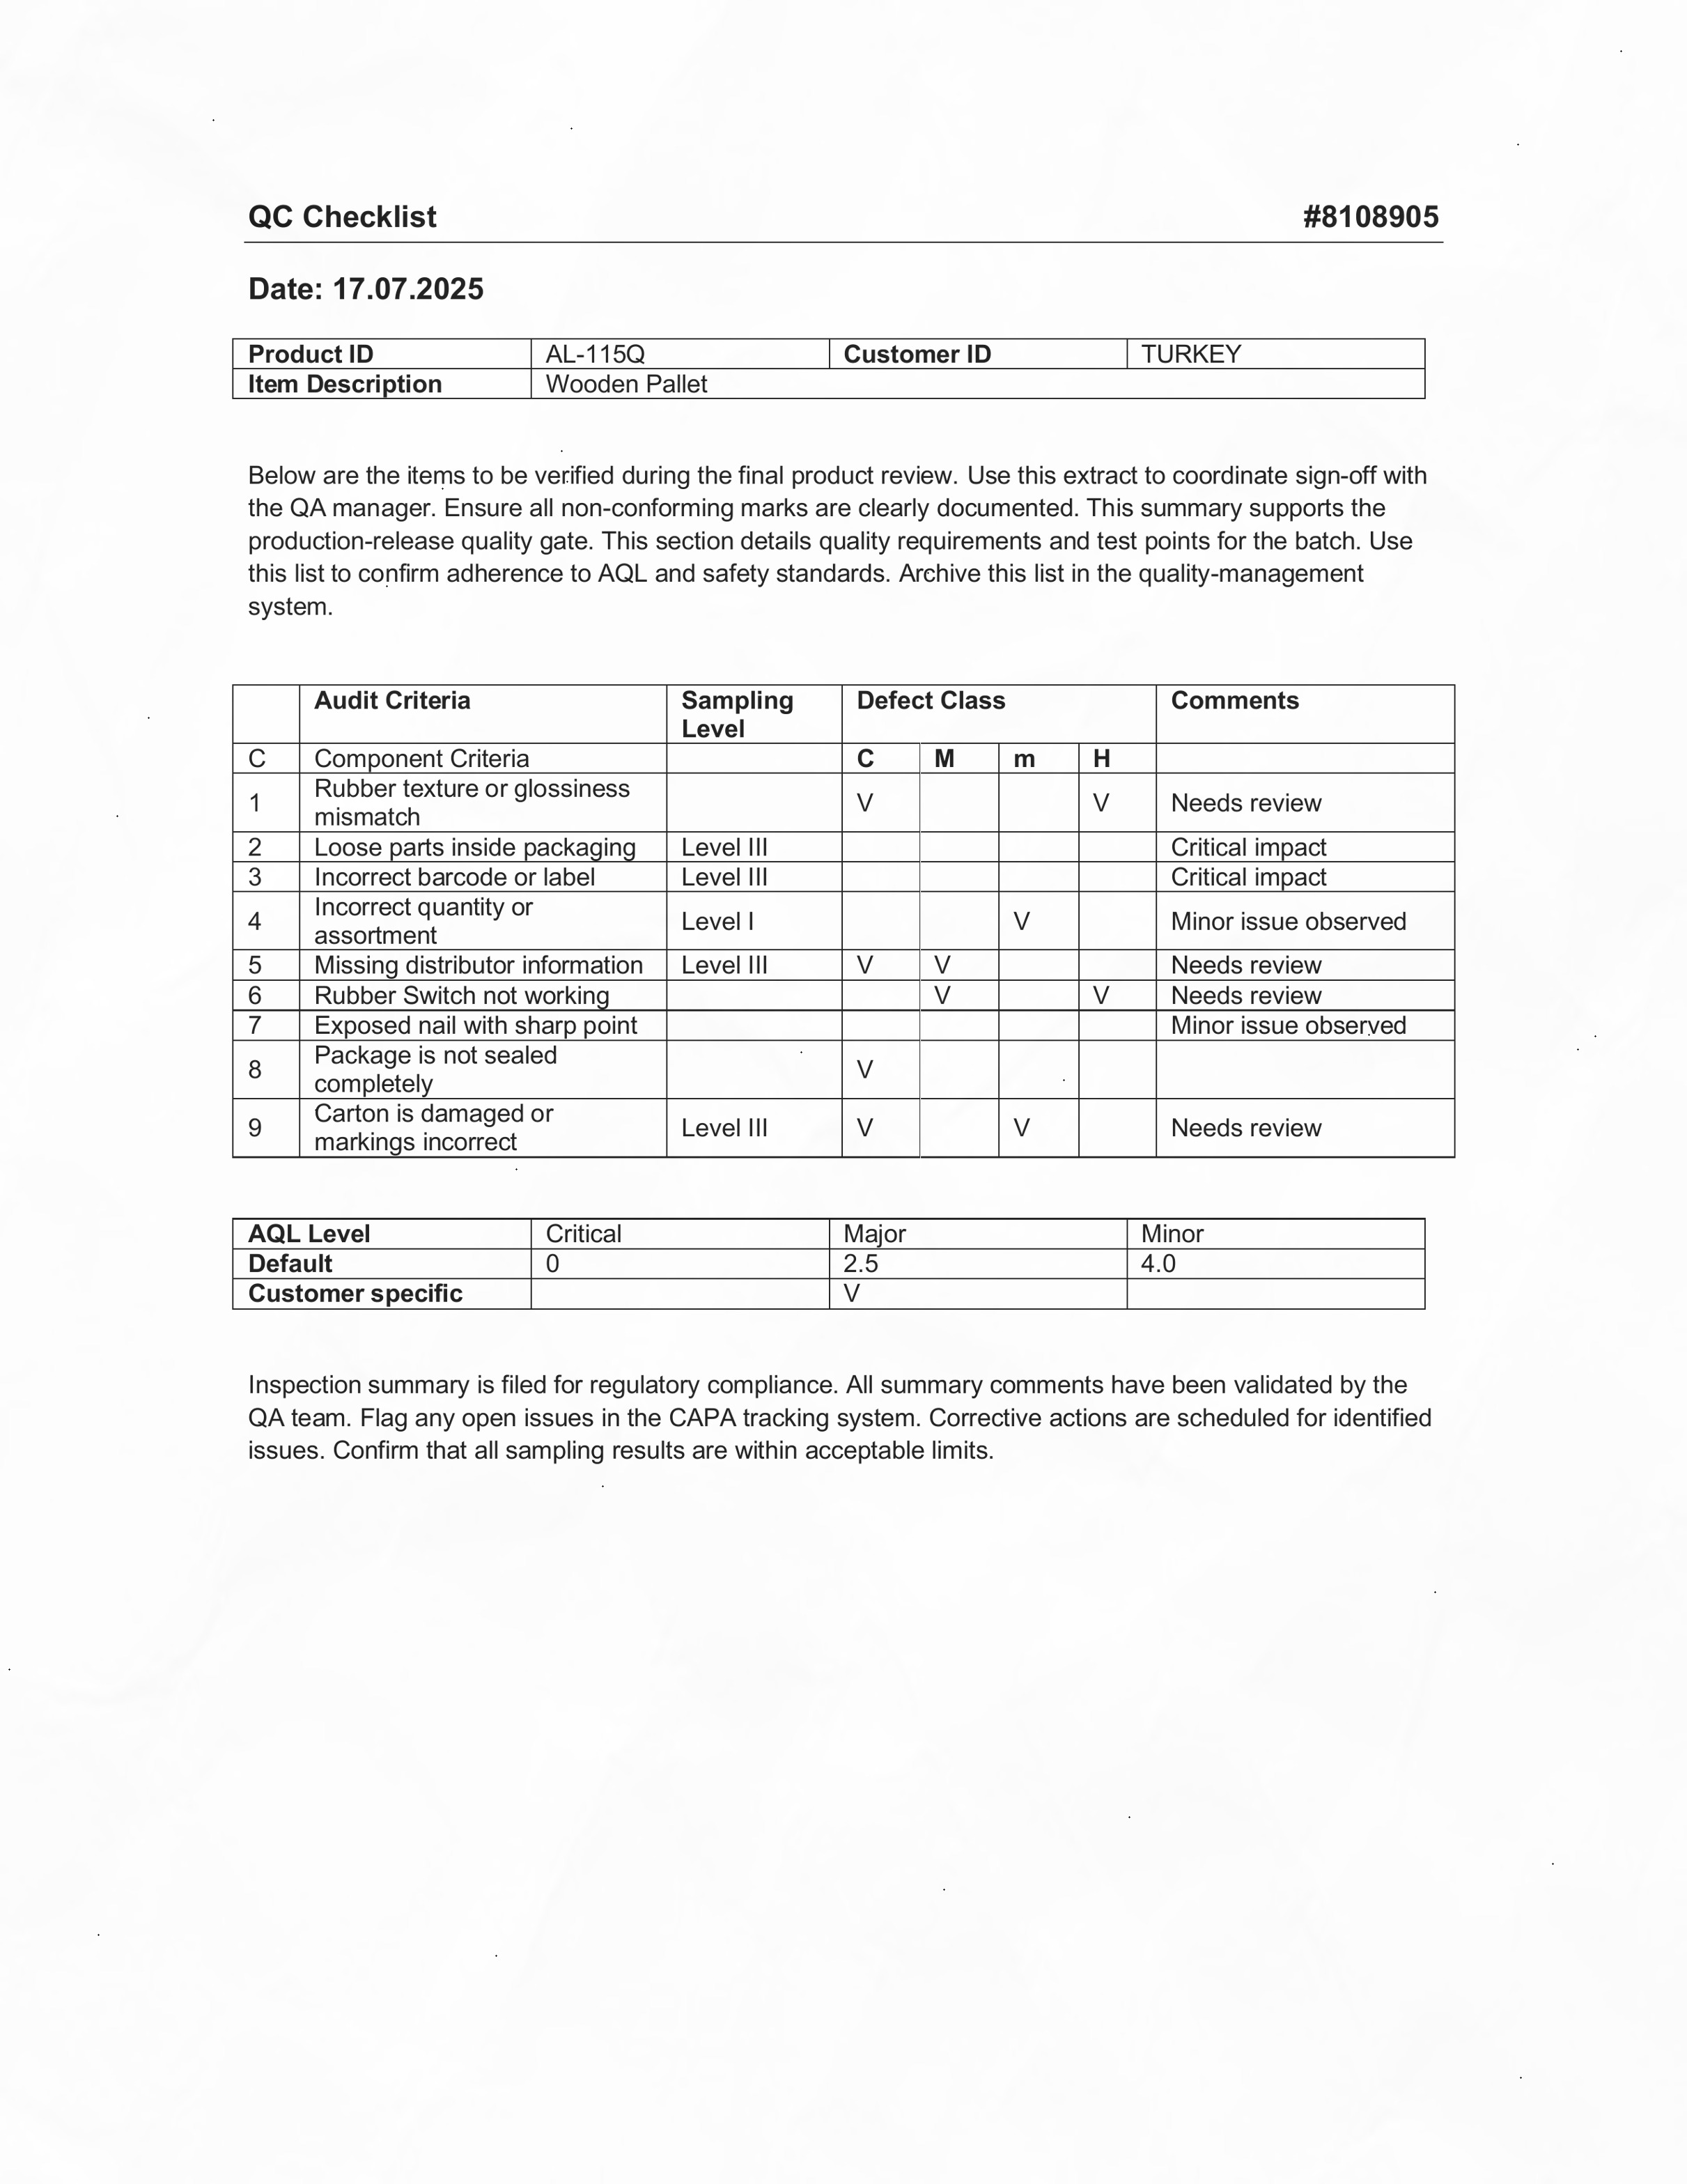 QC Checklist #8108905
Date: 17.07.2025
Product ID AL-115Q Customer ID TURKEY
Item Description Wooden Pallet
Below are the items to be verified during the final product review. Use this extract to coordinate sign-off with
the QA manager. Ensure all non-conforming marks are clearly documented. This summary supports the
production-release quality gate. This section details quality requirements and test points for the batch. Use
this list to confirm adherence to AQL and safety standards. Archive this list in the quality-management
system.
Audit Criteria Sampling Level Defect Class Comments
C Component Criteria C M m H
1 Rubber texture or glossiness mismatch V V Needs review
2 Loose parts inside packaging Level III Critical impact
3 Incorrect barcode or label Level III Critical impact
4 Incorrect quantity or assortment Level I V Minor issue observed
5 Missing distributor information Level III V V Needs review
6 Rubber Switch not working V V Needs review
7 Exposed nail with sharp point Minor issue observed
8 Package is not sealed completely V
9 Carton is damaged or markings incorrect Level III V V Needs review
AQL Level Critical Major Minor
Default 0 2.5 4.0
Customer specific V
Inspection summary is filed for regulatory compliance. All summary comments have been validated by the
QA team. Flag any open issues in the CAPA tracking system. Corrective actions are scheduled for identified
issues. Confirm that all sampling results are within acceptable limits.